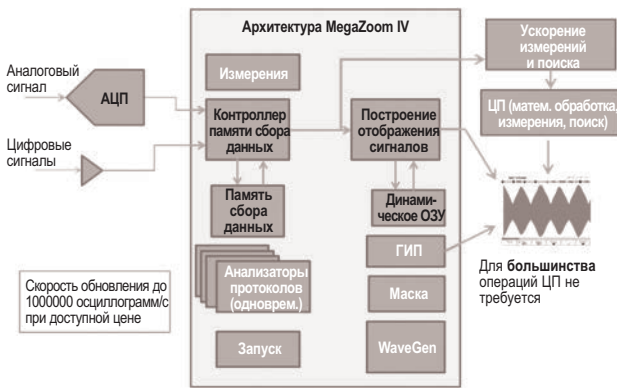 Архитектура MegaZoom IV
Аналоговый
сигнал
АЦП
Цифровые
сигналы
Измерения
Контроллер
памяти сбора
данных
Память
сбора
данных
Анализаторы
протоколов
(одноврем.)
Запуск
Построение
отображения
сигналов
Динами-
ческое ОЗУ
ГИП
Маска
WaveGen
Ускорение
измерений
и поиска
ЦП (матем. обработка,
измерения, поиск)
Для большинства
операций ЦП не
требуется
Скорость обновления до
1000000 осциллограмм/с
при доступной цене